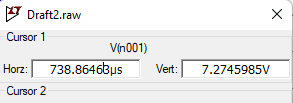 Draft2.raw
Cursor 1
V(n001)
Horz: 738.86463µs Vert: 7.2745985V
Cursor 2